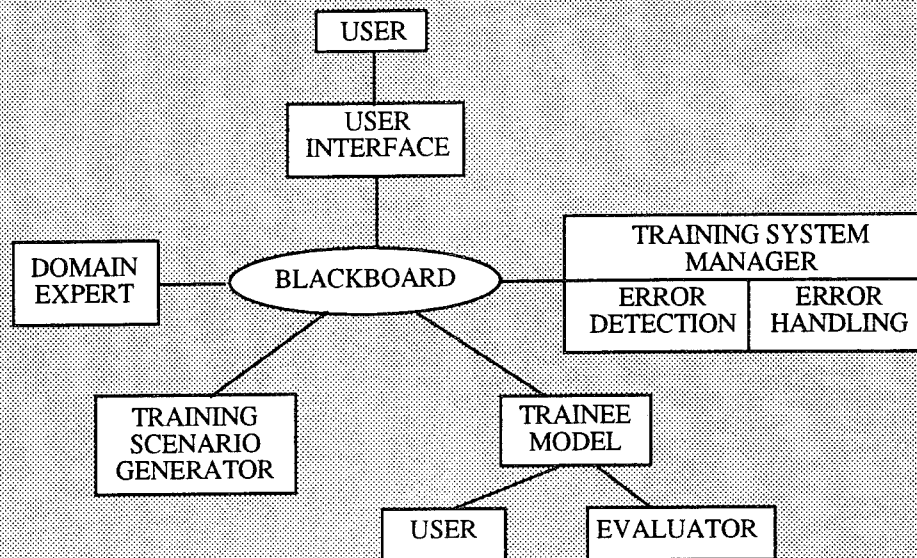 USER
USER
INTERFACE
DOMAIN
EXPERT
BLACKBOARD
TRAINING SYSTEM
MANAGER
ERROR
DETECTION
ERROR
HANDLING
TRAINING
SCENARIO
GENERATOR
TRAINEE
MODEL
USER
EVALUATOR